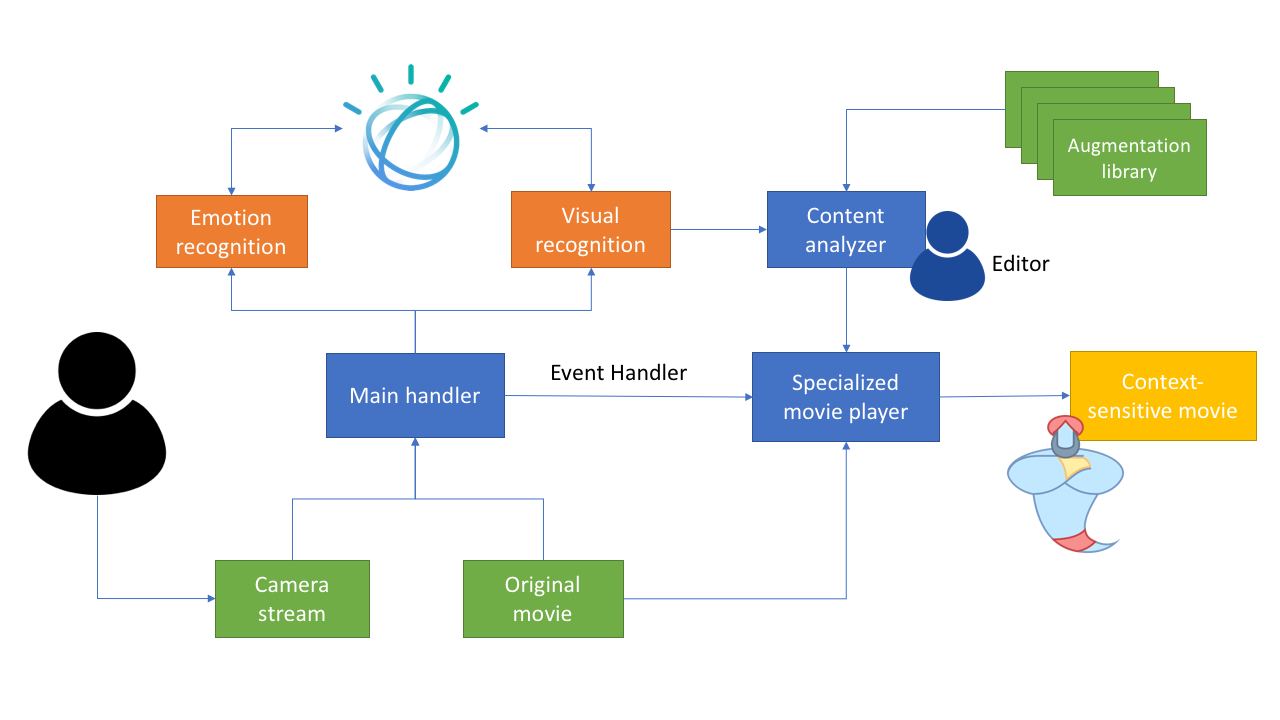 Augmentation
library
Emotion
recognition
Visual
recognition
Content
analyzer
Editor
Main handler
Event Handler
Specialized
movie player
Context-
sensitive movie
Camera
stream
Original
movie